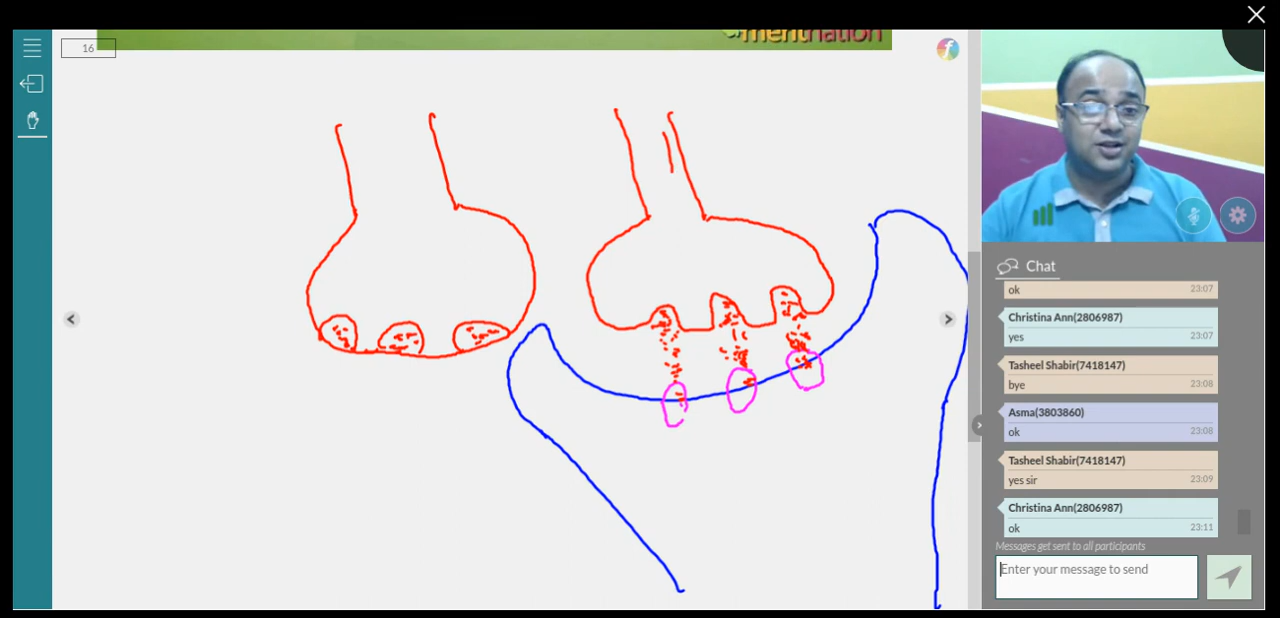 16
meritnation
f
Chat
ok 23:07
Christina Ann(2806987)
yes 23:07
Tasheel Shabir(7418147)
bye 23:08
Asma(3803860)
ok 23:08
Tasheel Shabir(7418147)
yes sir 23:09
Christina Ann(2806987)
ok 23:11
Messages get sent to all participants
Enter your message to send